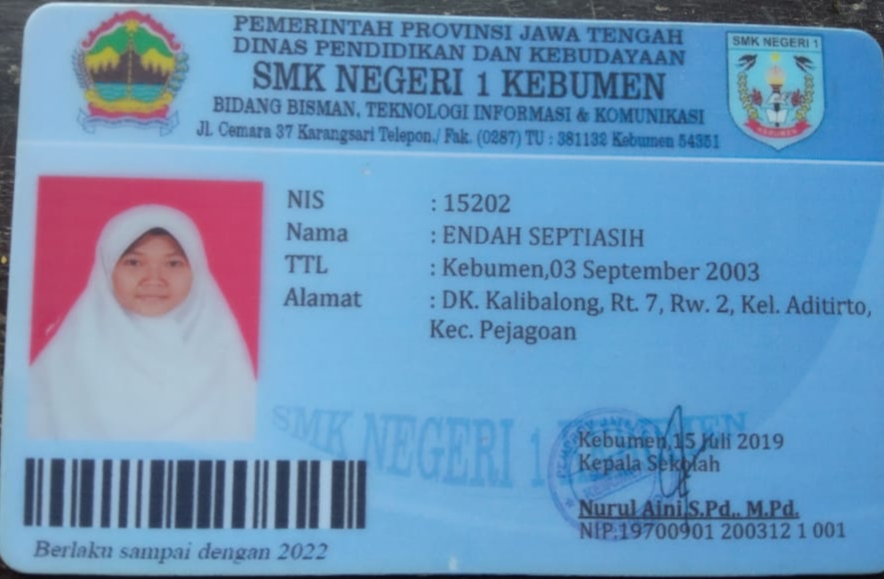 PEMERINTAH PROVINSI JAWA TENGAH
DINAS PENDIDIKAN DAN KEBUDAYAAN
SMK NEGERI 1 KEBUMEN
BIDANG BISMAN, TEKNOLOGI INFORMASI & KOMUNIKASI
Jl. Cemara 37 Karangsari Telepon./ Fak. (0287) TU : 381132 Kebumen 54351
SMK NEGERI 1
KEBUMEN
NIS : 15202
Nama : ENDAH SEPTIASIH
TTL : Kebumen,03 September 2003
Alamat : DK. Kalibalong, Rt. 7, Rw. 2, Kel. Aditirto,
Kec. Pejagoan
SMK NEGERI 1 KEBUMEN
Kebumen,15 Juli 2019
Kepala Sekolah
Nurul Aini,S.Pd., M.Pd.
NIP 19700901 200312 1 001
Berlaku sampai dengan 2022